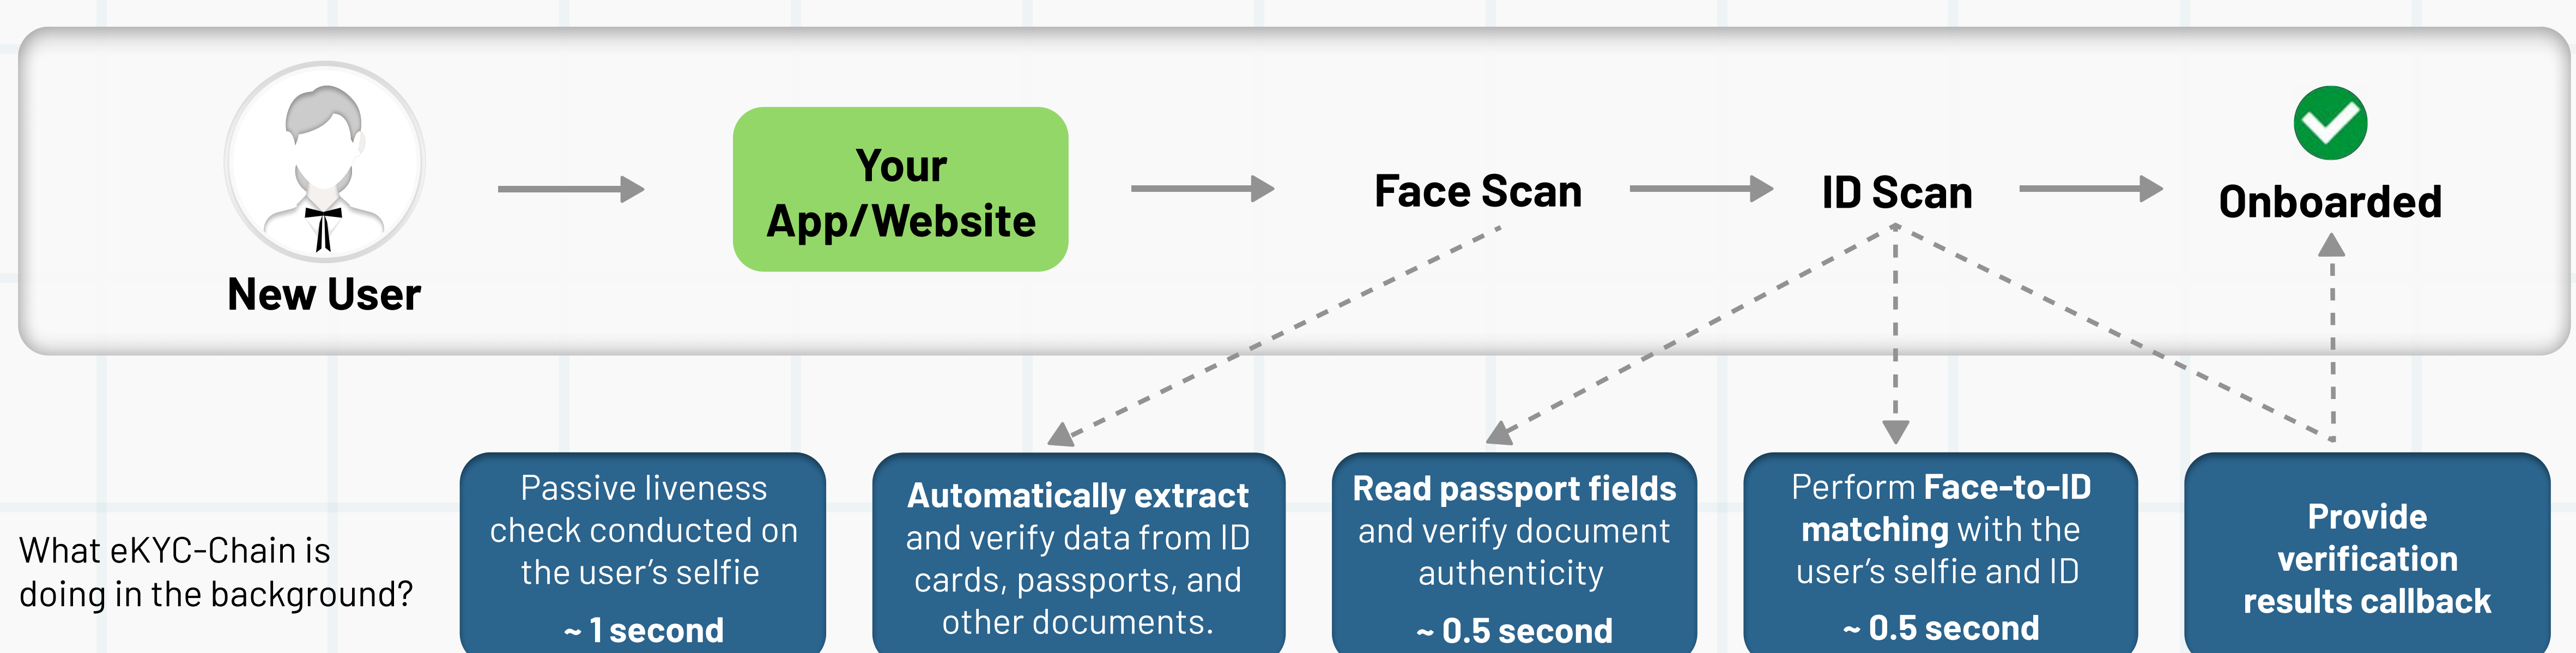 New User
Your
App/Website
Face Scan
ID Scan
Onboarded
What eKYC-Chain is
doing in the background?
Passive liveness
check conducted on
the user's selfie
~ 1 second
Automatically extract
and verify data from ID
cards, passports, and
other documents.
Read passport fields
and verify document
authenticity
~ 0.5 second
Perform Face-to-ID
matching with the
user's selfie and ID
~ 0.5 second
Provide
verification
results callback